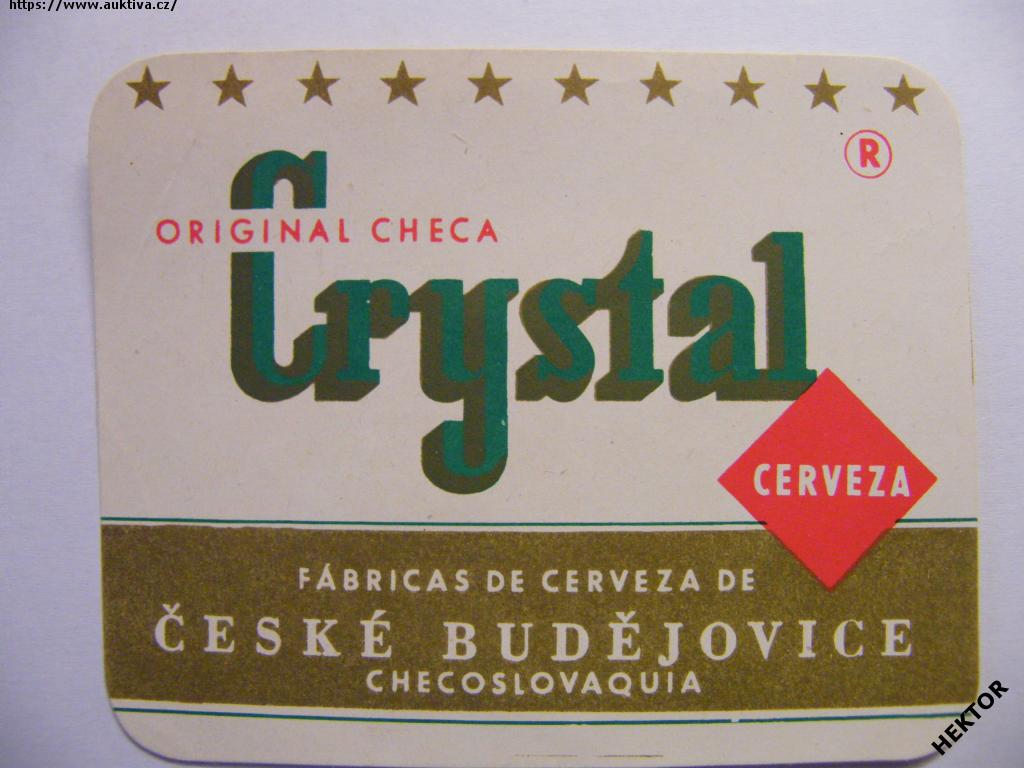 https://www.auktiva.cz/
R
ORIGINAL CHECA
Crystal
CERVEZA
FÁBRICAS DE CERVEZA DE
ČESKÉ BUDĚJOVICE
CHECOSLOVAQUIA
HEKTOR